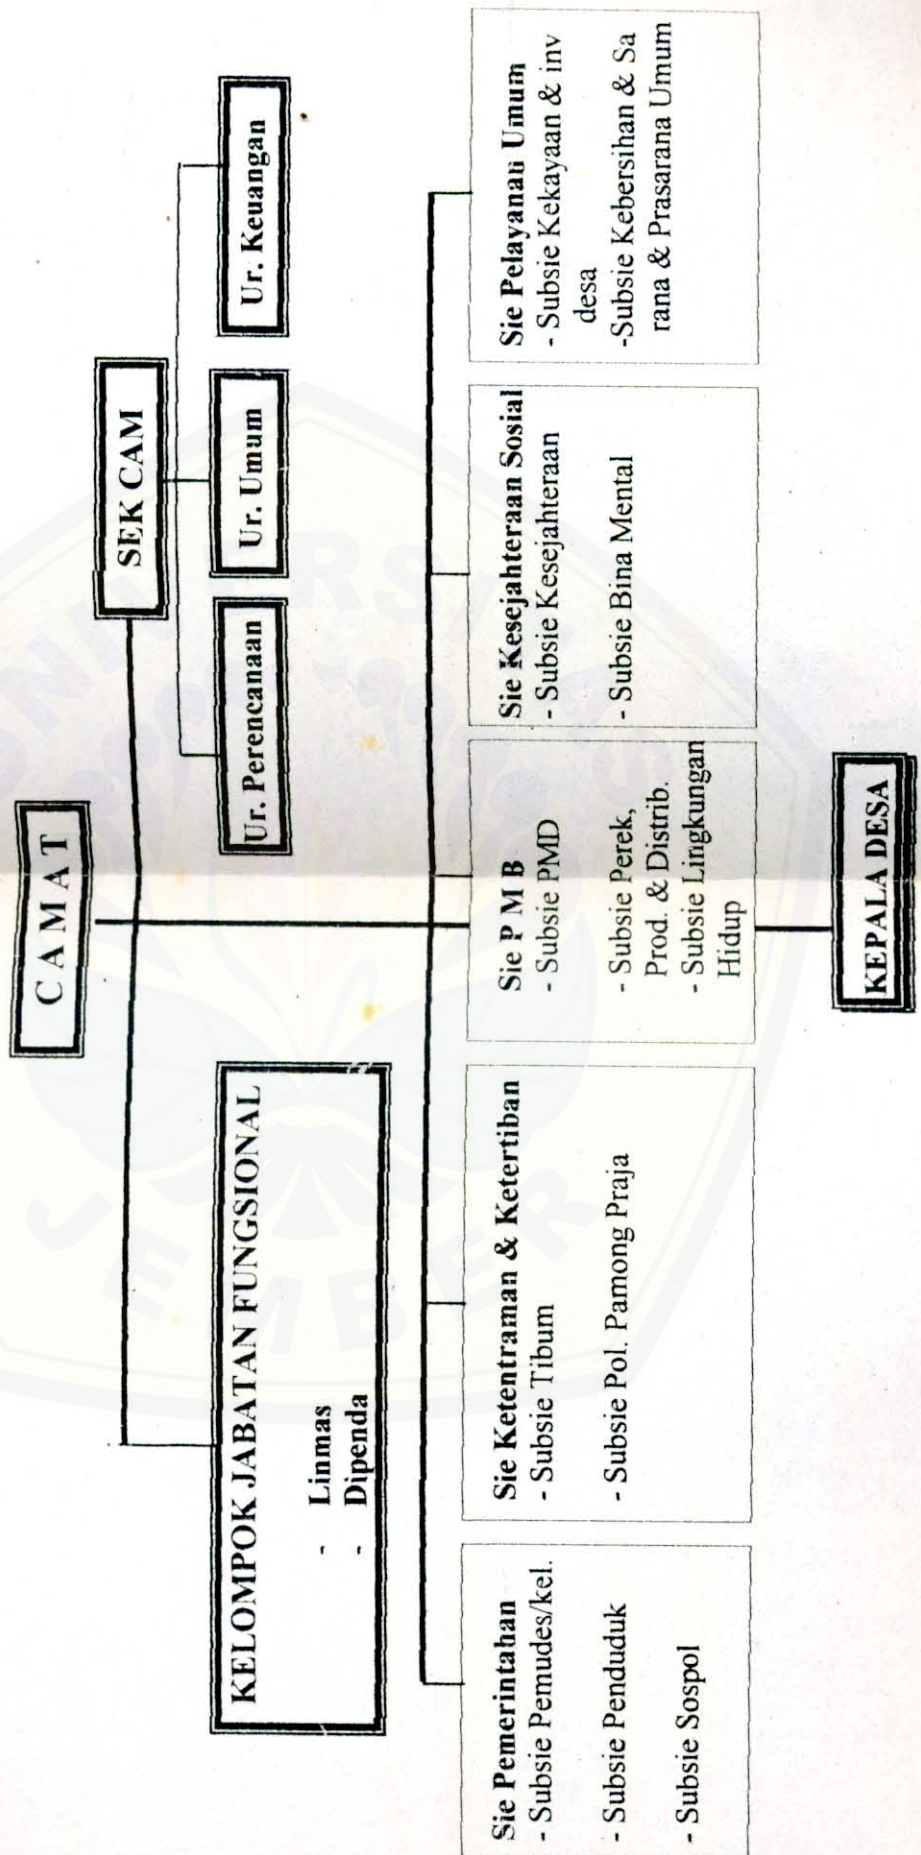 C A M A T
SEK CAM
KELOMPOK JABATAN FUNGSIONAL
- Linmas
- Dipenda
Ur. Perencanaan
Ur. Umum
Ur. Keuangan
Sie Pemerintahan
- Subsie Pemudes/kel.
- Subsie Penduduk
- Subsie Sospol
Sie Ketentraman & Ketertiban
- Subsie Tibum
- Subsie Pol. Pamong Praja
Sie P M B
- Subsie PMD
- Subsie Perek,
Prod. & Distrib.
- Subsie Lingkungan
Hidup
Sie Kesejahteraan Sosial
- Subsie Kesejahteraan
- Subsie Bina Mental
Sie Pelayanan Umum
- Subsie Kekayaan & inv
desa
-Subsie Kebersihan & Sa
rana & Prasarana Umum
KEPALA DESA
UNIVERSITAS
JEMBER